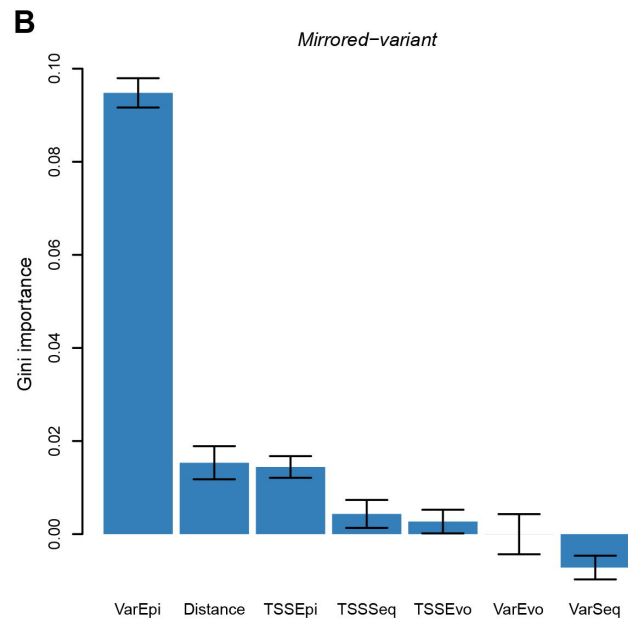 B
Mirrored−variant
Gini importance
0.10
0.08
0.06
0.04
0.02
0.00
VarEpi Distance TSSEpi TSSSeq TSSEvo VarEvo VarSeq